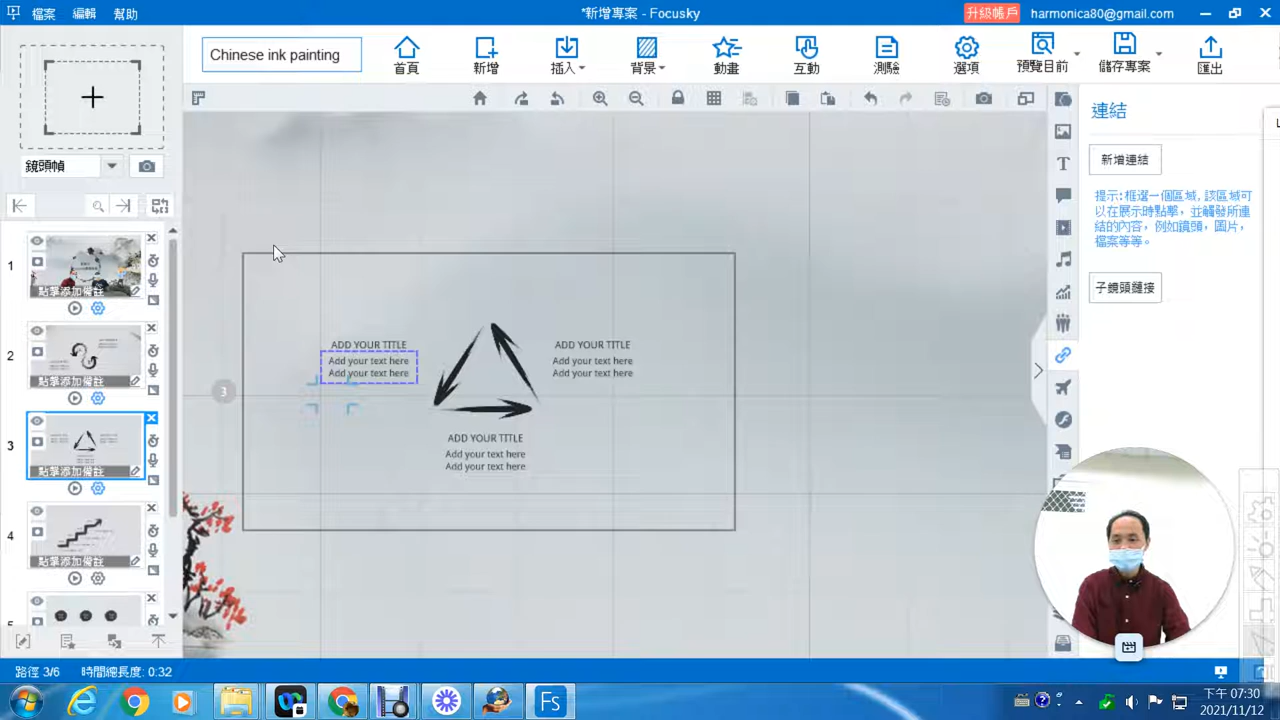 檔案 編輯 幫助
*新增專案 - Focusky
升級帳戶 harmonica80@gmail.com
Chinese ink painting
首頁 新增 插入 背景 動畫 互動 測驗 選項 預覽目前 儲存專案 匯出
鏡頭幀
連結
新增連結
提示:框選一個區域,該區域可
以在展示時點擊，並觸發所連
結的內容，例如鏡頭，圖片，
檔案等等。
子鏡頭鏈接
1
點擊添加備註
2
點擊添加備註
3
點擊添加備註
4
點擊添加備註
3
ADD YOUR TITLE
Add your text here
Add your text here
ADD YOUR TITLE
Add your text here
Add your text here
ADD YOUR TITLE
Add your text here
Add your text here
路徑 3/6 時間總長度: 0:32
Fs
下午 07:30
2021/11/12